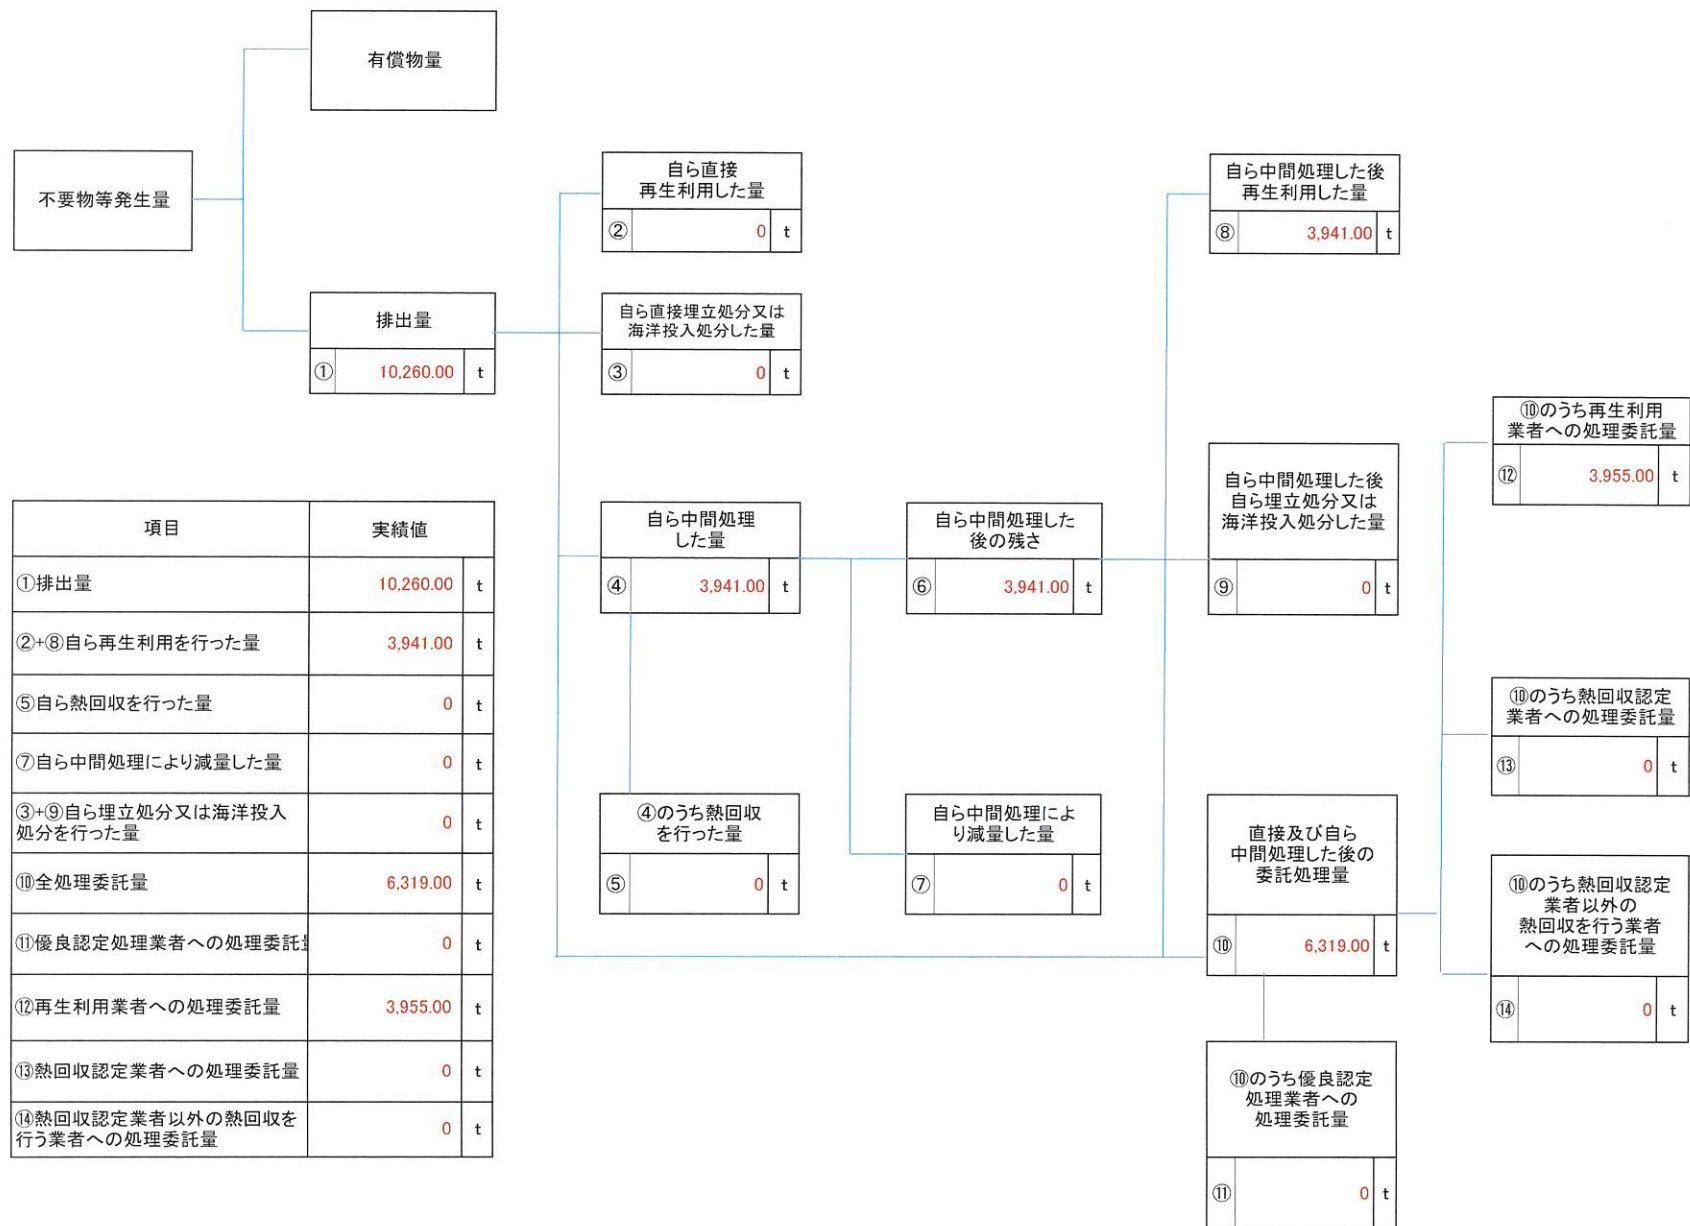 有償物量
不要物等発生量
排出量
① 10,260.00 t
自ら直接
再生利用した量
② 0 t
自ら直接埋立処分又は
海洋投入処分した量
③ 0 t
自ら中間処理
した量
④ 3,941.00 t
④のうち熱回収
を行った量
⑤ 0 t
自ら中間処理した
後の残さ
⑥ 3,941.00 t
自ら中間処理によ
り減量した量
⑦ 0 t
自ら中間処理した後
再生利用した量
⑧ 3,941.00 t
自ら中間処理した後
自ら埋立処分又は
海洋投入処分した量
⑨ 0 t
直接及び自ら
中間処理した後の
委託処理量
⑩ 6,319.00 t
⑩のうち優良認定
処理業者への
処理委託量
⑪ 0 t
⑩のうち再生利用
業者への処理委託量
⑫ 3,955.00 t
⑩のうち熱回収認定
業者への処理委託量
⑬ 0 t
⑩のうち熱回収認定
業者以外の
熱回収を行う業者
への処理委託量
⑭ 0 t
項目 実績値
①排出量 10,260.00 t
②+⑧自ら再生利用を行った量 3,941.00 t
⑤自ら熱回収を行った量 0 t
⑦自ら中間処理により減量した量 0 t
③+⑨自ら埋立処分又は海洋投入
処分を行った量 0 t
⑩全処理委託量 6,319.00 t
⑪優良認定処理業者への処理委託 0 t
⑫再生利用業者への処理委託量 3,955.00 t
⑬熱回収認定業者への処理委託量 0 t
⑭熱回収認定業者以外の熱回収を
行う業者への処理委託量 0 t